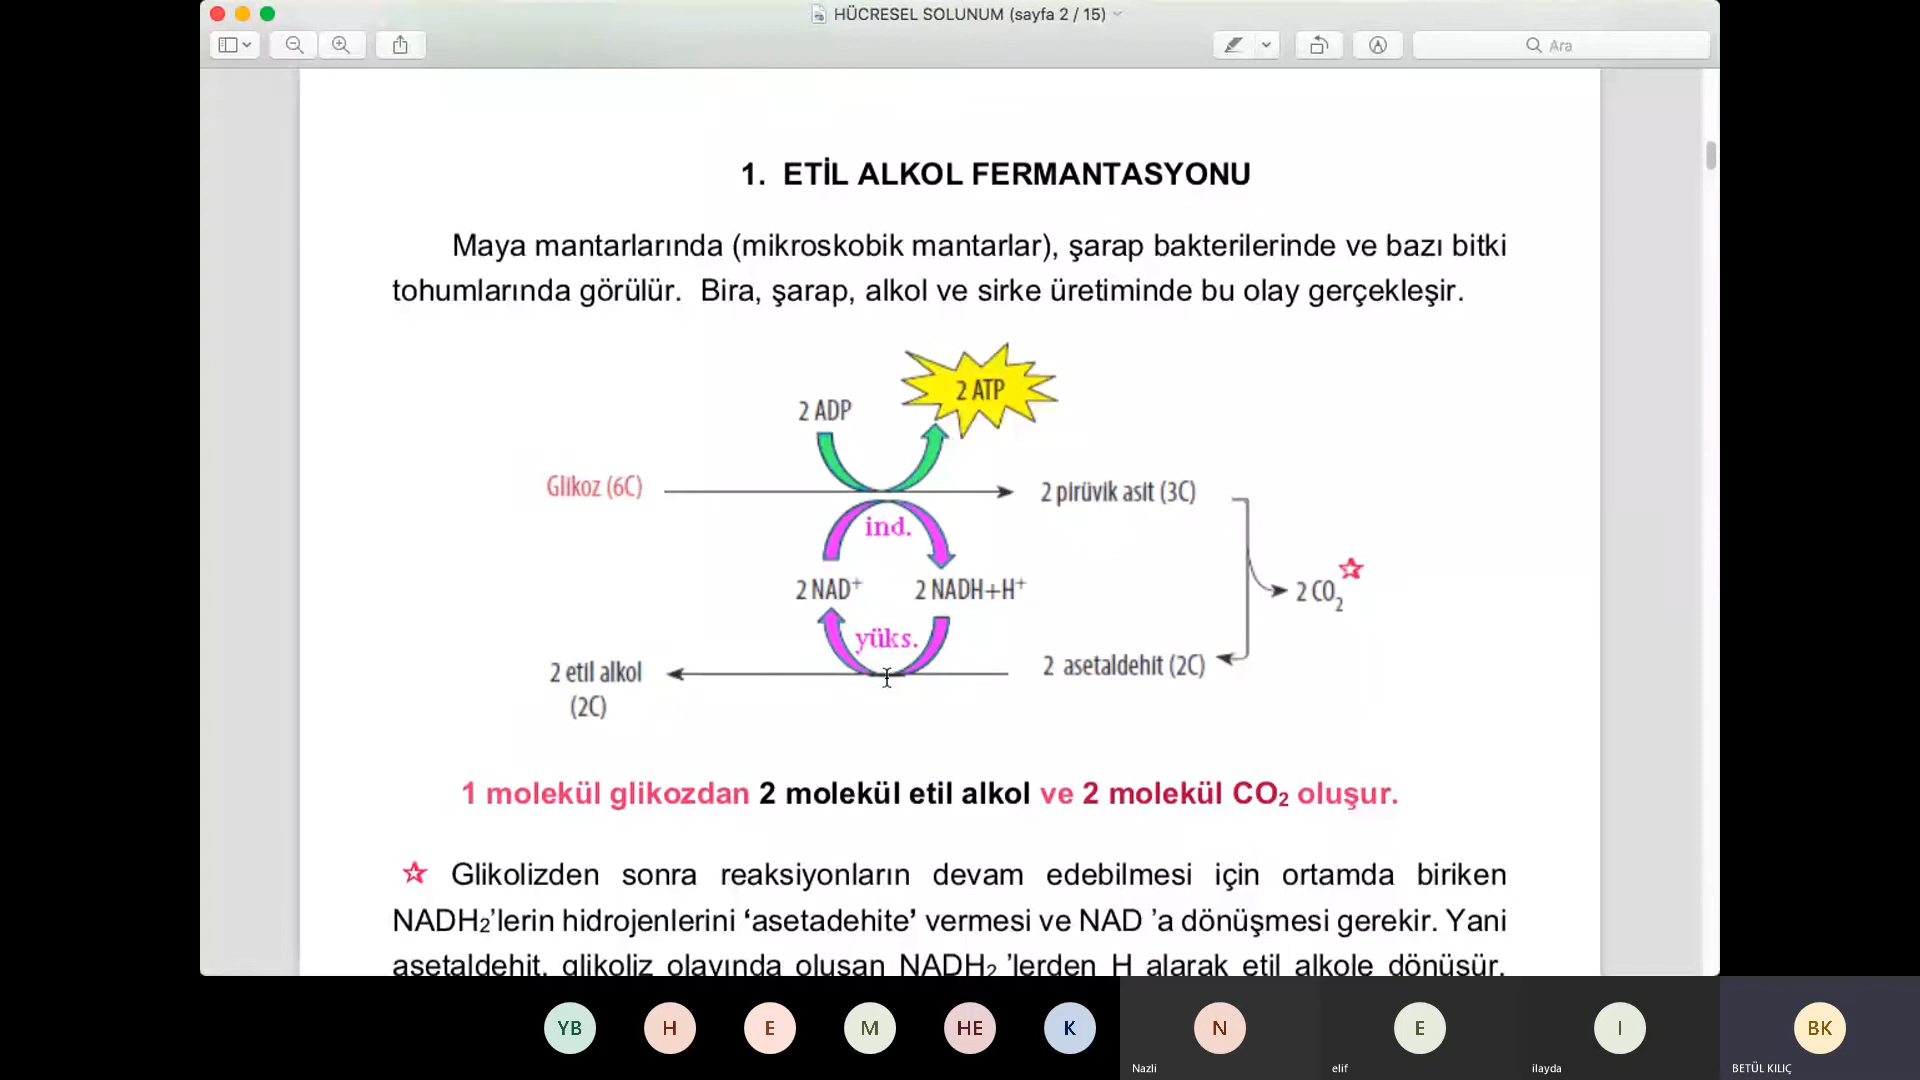 HÜCRESEL SOLUNUM (sayfa 2 / 15)
Ara
1. ETİL ALKOL FERMANTASYONU
Maya mantarlarında (mikroskobik mantarlar), şarap bakterilerinde ve bazı bitki
tohumlarında görülür. Bira, şarap, alkol ve sirke üretiminde bu olay gerçekleşir.
2 ATP
2 ADP
Glikoz (6C)
2 pirüvik asit (3C)
ind.
2 NAD⁺
2 NADH+H⁺
2 CO₂
yüks.
2 etil alkol
(2C)
2 asetaldehit (2C)
1 molekül glikozdan 2 molekül etil alkol ve 2 molekül CO₂ oluşur.
☆ Glikolizden sonra reaksiyonların devam edebilmesi için ortamda biriken
NADH₂’lerin hidrojenlerini ‘asetadehite’ vermesi ve NAD ’a dönüşmesi gerekir. Yani
asetaldehit, glikoliz olayında oluşan NADH₂ ’lerden H alarak etil alkole dönüşür.
YB
H
E
M
HE
K
N
E
I
BK
Nazli
elif
ilayda
BETÜL KILIÇ